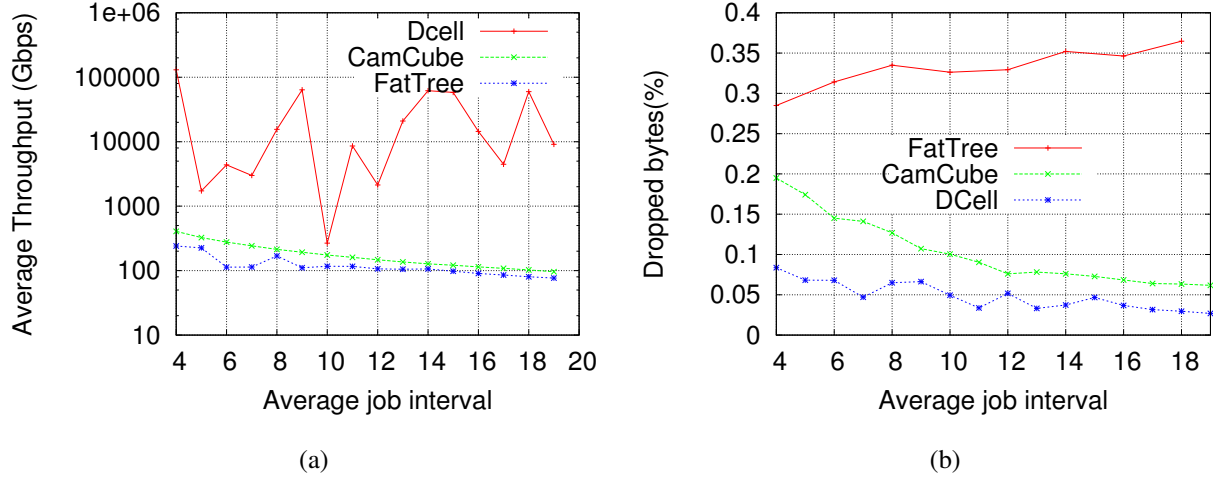 Average Throughput (Gbps)
1e+06
100000
10000
1000
100
10
4 6 8 10 12 14 16 18 20
Average job interval
Dcell
CamCube
FatTree
(a)
Dropped bytes(%)
0.4
0.35
0.3
0.25
0.2
0.15
0.1
0.05
0
4 6 8 10 12 14 16 18
Average job interval
FatTree
CamCube
DCell
(b)